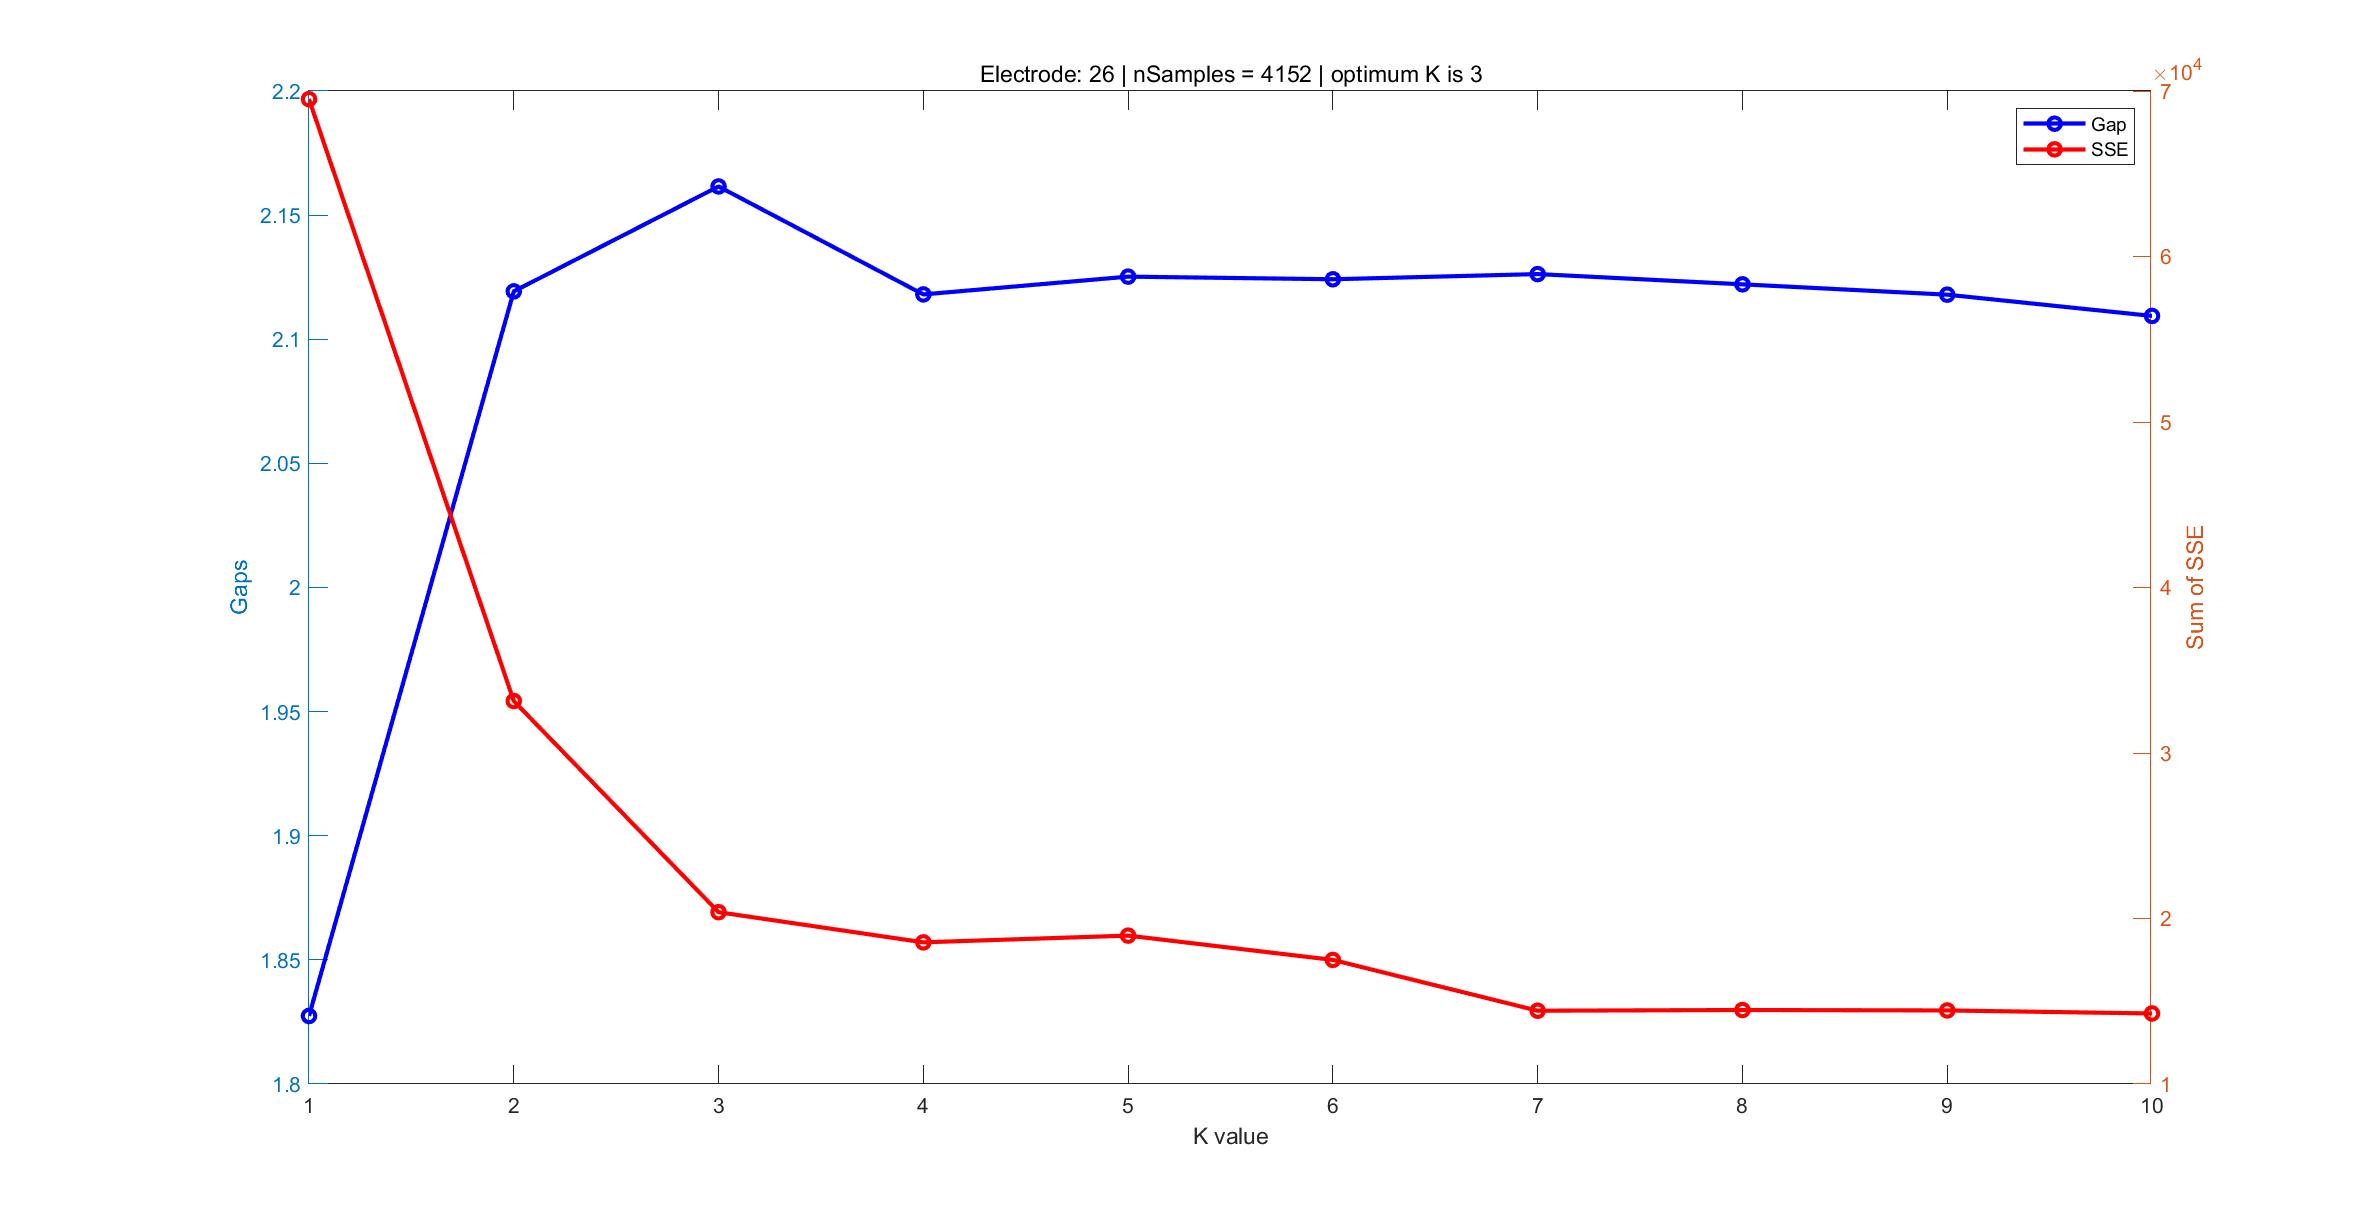 Electrode: 26 | nSamples = 4152 | optimum K is 3
×10⁴
2.2
2.15
2.1
2.05
2
1.95
1.9
1.85
1.8
Gaps
7
6
5
4
3
2
1
Sum of SSE
Gap
SSE
1 2 3 4 5 6 7 8 9 10
K value